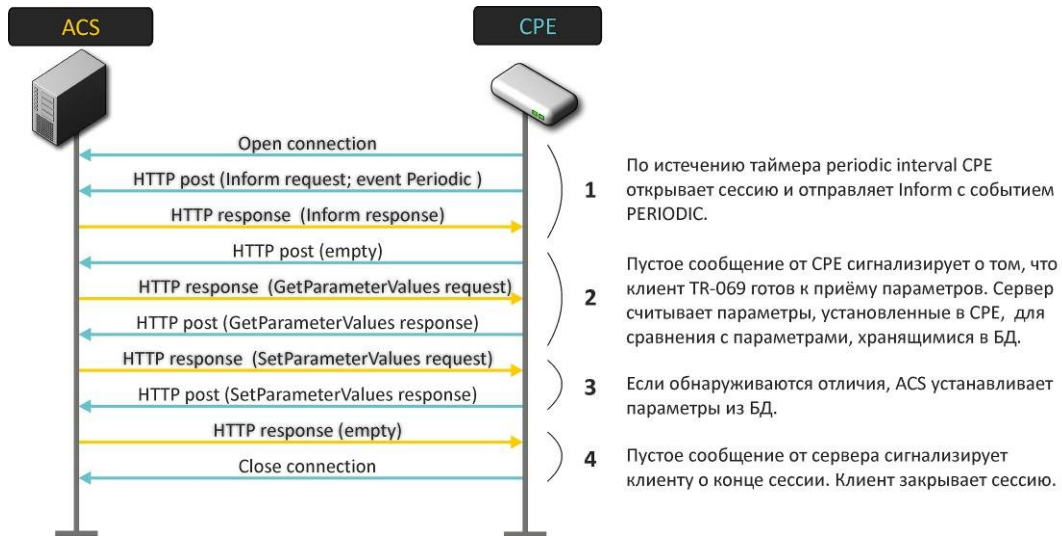 ACS
CPE
Open connection
HTTP post (Inform request; event Periodic )
HTTP response (Inform response)
HTTP post (empty)
HTTP response (GetParameterValues request)
HTTP post (GetParameterValues response)
HTTP response (SetParameterValues request)
HTTP post (SetParameterValues response)
HTTP response (empty)
Close connection
1
По истечению таймера periodic interval CPE
открывает сессию и отправляет Inform с событием
PERIODIC.
2
Пустое сообщение от CPE сигнализирует о том, что
клиент TR-069 готов к приёму параметров. Сервер
считывает параметры, установленные в CPE, для
сравнения с параметрами, хранящимися в БД.
3
Если обнаруживаются отличия, ACS устанавливает
параметры из БД.
4
Пустое сообщение от сервера сигнализирует
клиенту о конце сессии. Клиент закрывает сессию.